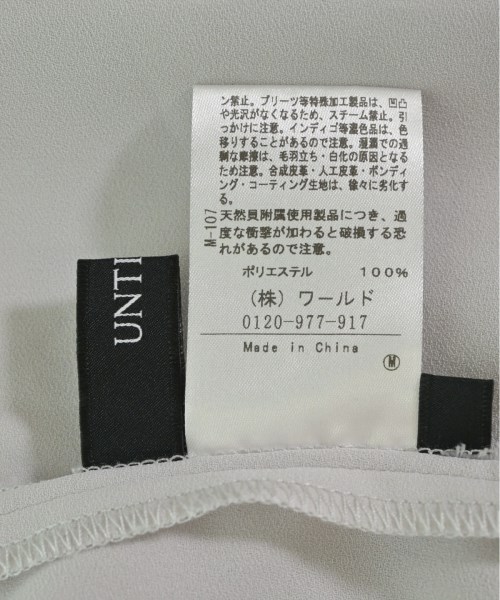 ン禁止。プリーツ等特殊加工製品は、凹凸
や光沢がなくなるため、スチーム禁止。引
っかけに注意。インディゴ等濃色品は、色
移りすることがあるので注意。湿潤での過
剰な摩擦は、毛羽立ち・白化の原因となる
ため注意。合成皮革・人工皮革・ボンディ
ング・コーティング生地は、徐々に劣化す
る。
M-107
天然貝附属使用製品につき、過
度な衝撃が加わると破損する恐
れがあるので注意。
ポリエステル 100%
(株) ワールド
0120-977-917
Made in China
M
UNTI